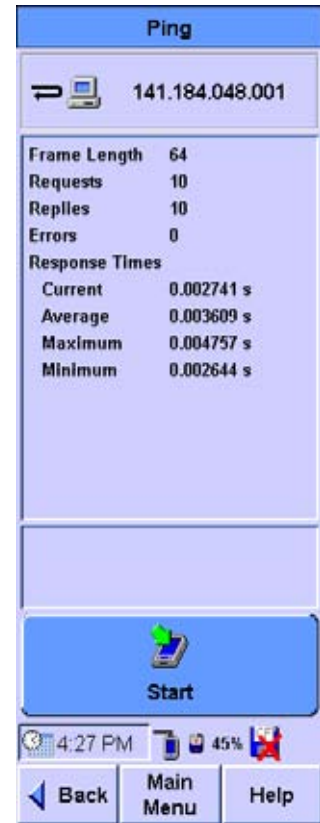 Ping
141.184.048.001
Frame Length 64
Requests 10
Replies 10
Errors 0
Response Times
Current 0.002741 s
Average 0.003609 s
Maximum 0.004757 s
Minimum 0.002644 s
Start
4:27 PM 45%
Back Main Menu Help